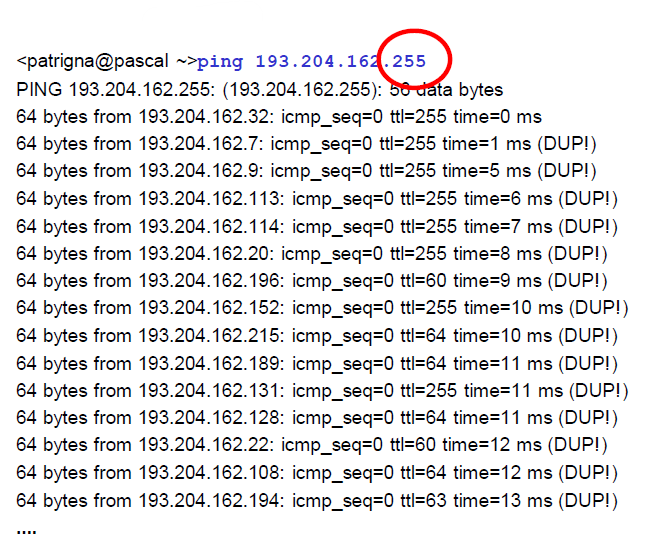 <patrigna@pascal ~>ping 193.204.162.255
PING 193.204.162.255: (193.204.162.255): 56 data bytes
64 bytes from 193.204.162.32: icmp_seq=0 ttl=255 time=0 ms
64 bytes from 193.204.162.7: icmp_seq=0 ttl=255 time=1 ms (DUP!)
64 bytes from 193.204.162.9: icmp_seq=0 ttl=255 time=5 ms (DUP!)
64 bytes from 193.204.162.113: icmp_seq=0 ttl=255 time=6 ms (DUP!)
64 bytes from 193.204.162.114: icmp_seq=0 ttl=255 time=7 ms (DUP!)
64 bytes from 193.204.162.20: icmp_seq=0 ttl=255 time=8 ms (DUP!)
64 bytes from 193.204.162.196: icmp_seq=0 ttl=60 time=9 ms (DUP!)
64 bytes from 193.204.162.152: icmp_seq=0 ttl=255 time=10 ms (DUP!)
64 bytes from 193.204.162.215: icmp_seq=0 ttl=64 time=10 ms (DUP!)
64 bytes from 193.204.162.189: icmp_seq=0 ttl=64 time=11 ms (DUP!)
64 bytes from 193.204.162.131: icmp_seq=0 ttl=255 time=11 ms (DUP!)
64 bytes from 193.204.162.128: icmp_seq=0 ttl=64 time=11 ms (DUP!)
64 bytes from 193.204.162.22: icmp_seq=0 ttl=60 time=12 ms (DUP!)
64 bytes from 193.204.162.108: icmp_seq=0 ttl=64 time=12 ms (DUP!)
64 bytes from 193.204.162.194: icmp_seq=0 ttl=63 time=13 ms (DUP!)
....